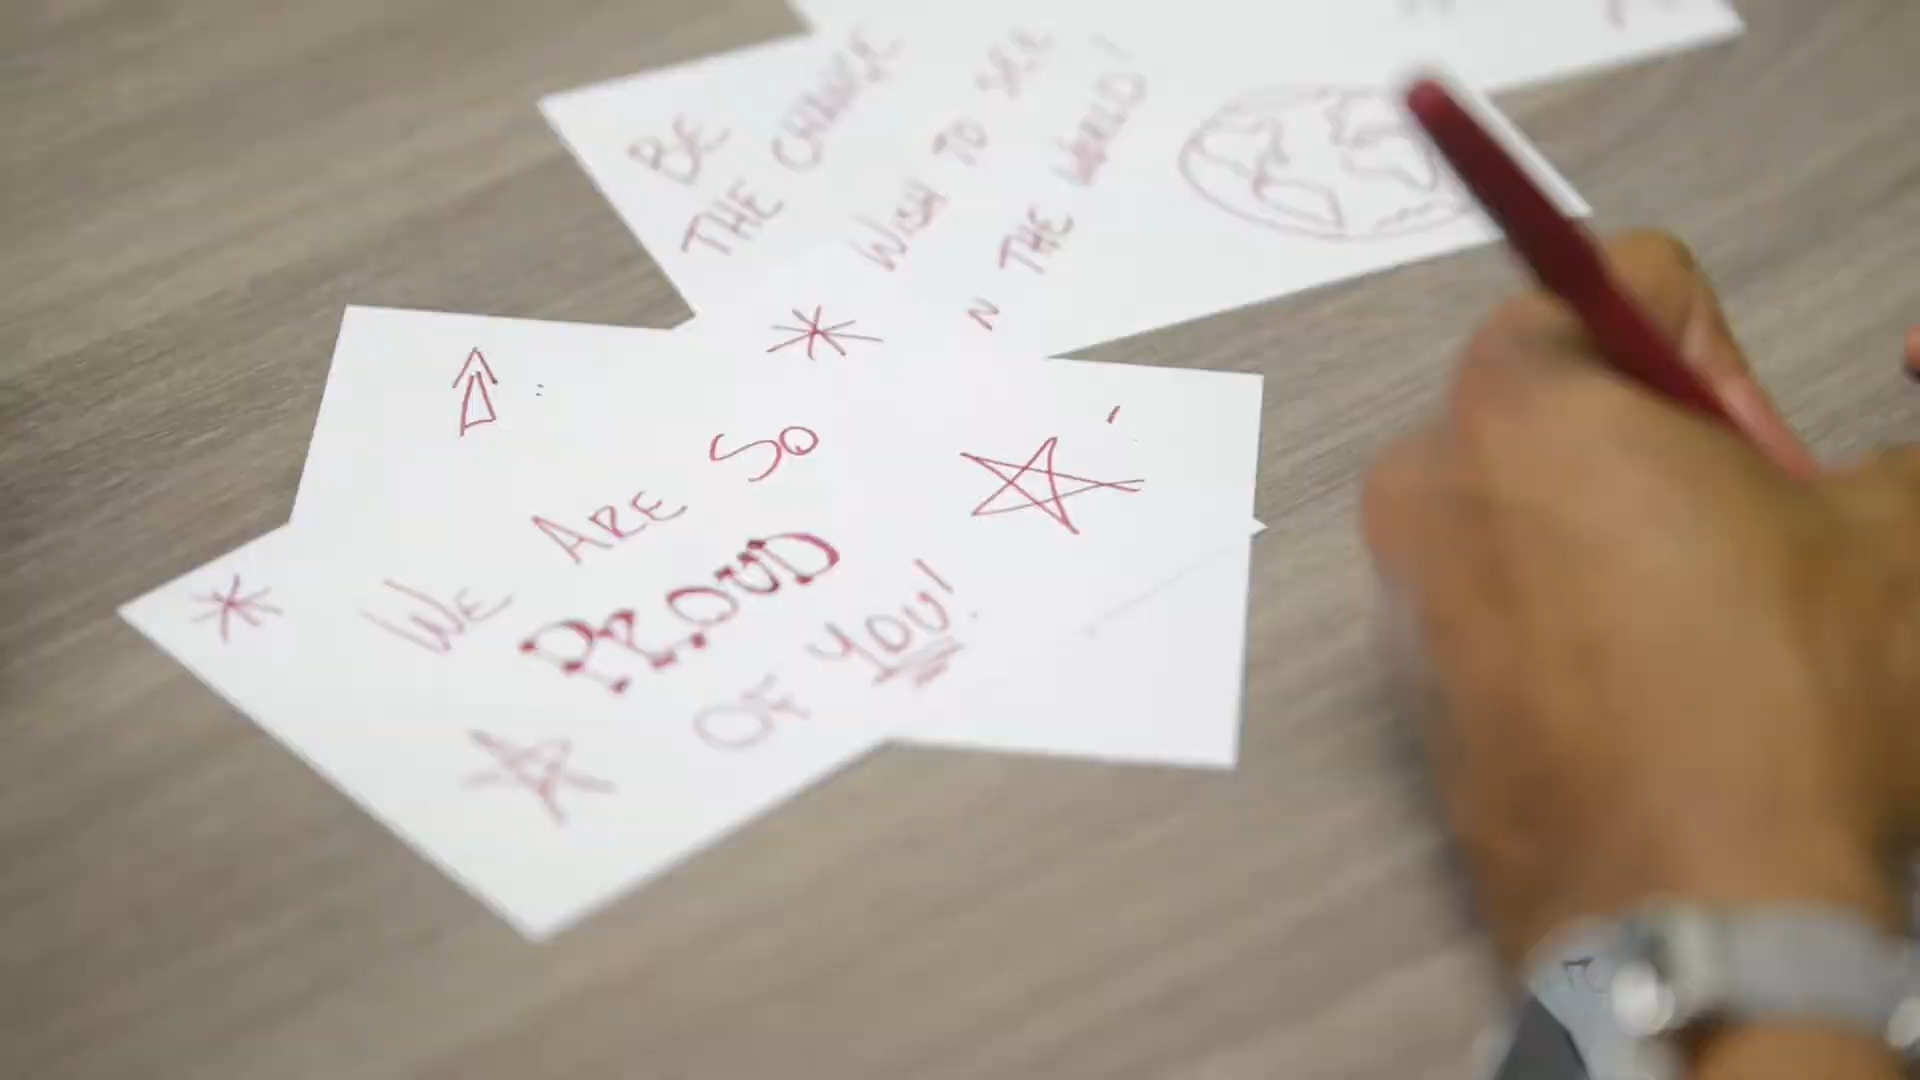 BE
THE CHANGE
WISH TO SEE
N THE WORLD!
WE ARE SO
PROUD
OF YOU!